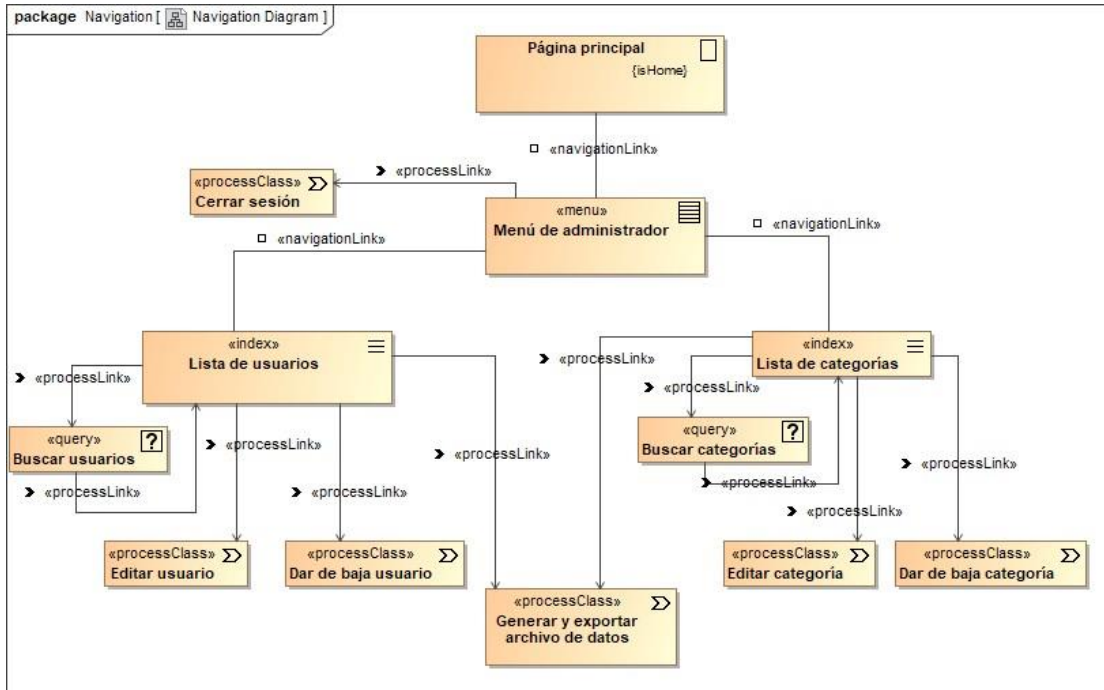 package Navigation [ Navigation Diagram ]
Página principal
{isHome}
«navigationLink»
«processLink»
«processClass»
Cerrar sesión
«menu»
Menú de administrador
«navigationLink»
«navigationLink»
«index»
Lista de usuarios
«index»
Lista de categorías
«processLink»
«processLink»
«processLink»
«query»
Buscar usuarios
?
«processLink»
«processLink»
«query»
Buscar categorías
?
«processLink»
«processLink»
«processLink»
«processLink»
«processLink»
«processLink»
«processClass»
Editar usuario
«processClass»
Dar de baja usuario
«processClass»
Editar categoría
«processClass»
Dar de baja categoría
«processClass»
Generar y exportar
archivo de datos